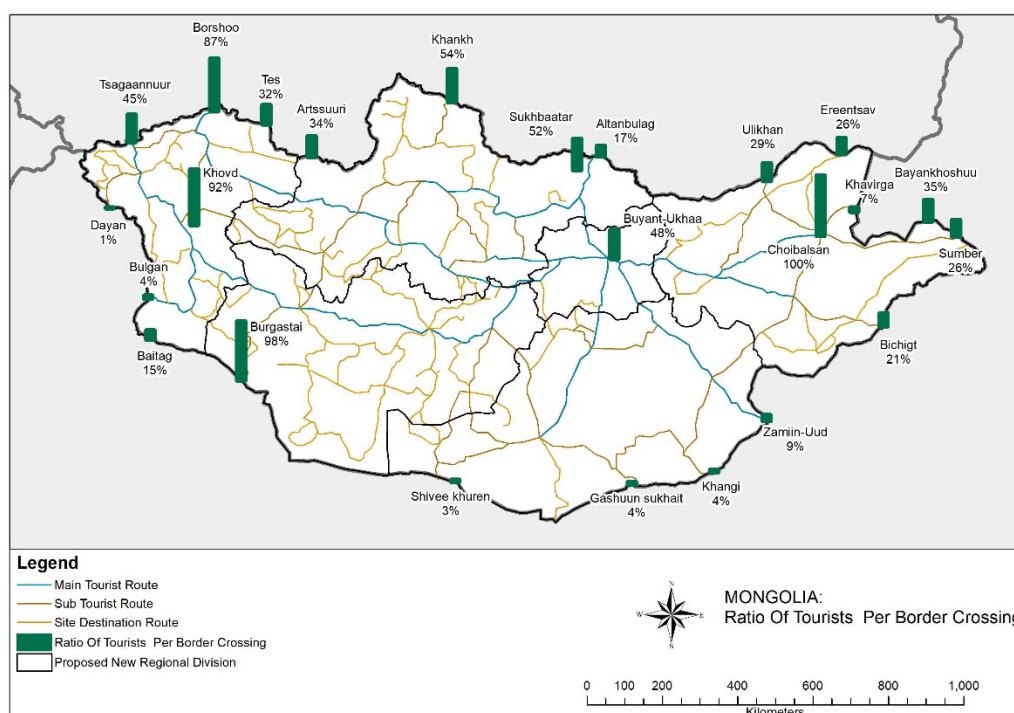 Borshoo
87%
Khankh
54%
Tsagaannuur
45%
Tes
32%
Artssuuri
34%
Sukhbaatar
52%
Altanbulag
17%
Ulikhan
29%
Ereentsav
26%
Khovd
92%
Khavirga
7%
Bayankhoshuu
35%
Dayan
1%
Buyant-Ukhaa
48%
Choibalsan
100%
Sumber
26%
Bulgan
4%
Baitag
15%
Burgastai
98%
Bichigt
21%
Zamiin-Uud
9%
Shivee khuren
3%
Gashuun sukhait
4%
Khangi
4%
Legend
Main Tourist Route
Sub Tourist Route
Site Destination Route
Ratio Of Tourists Per Border Crossing
Proposed New Regional Division
N
W
E
S
MONGOLIA:
Ratio Of Tourists Per Border Crossing
0 100 200 400 600 800 1,000
Kilometers